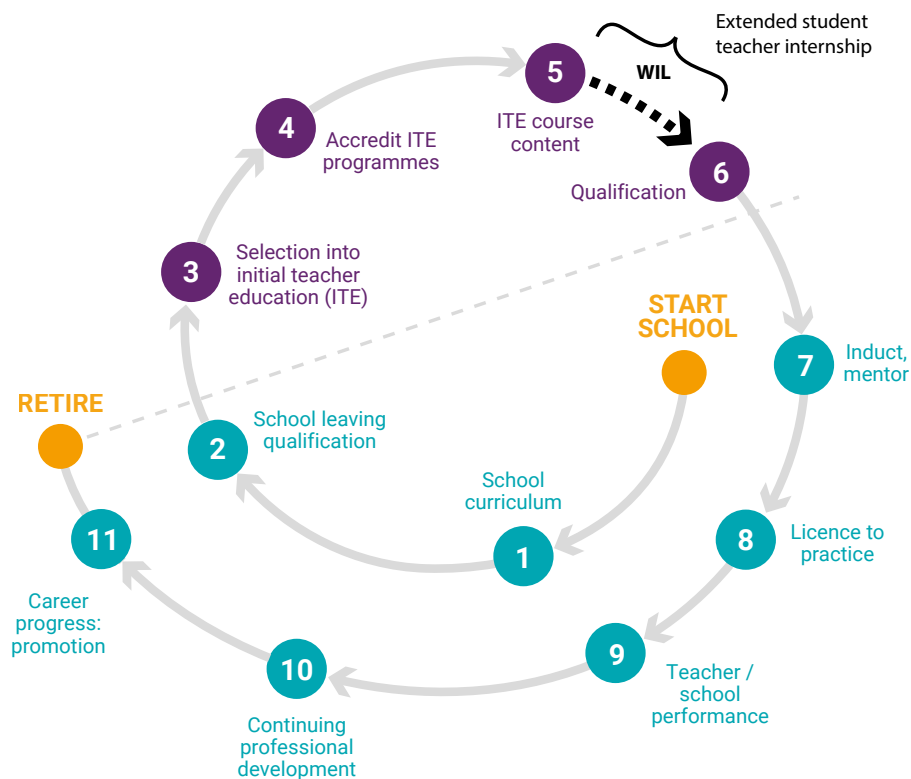 Extended student
teacher internship
WIL
5
ITE course
content
4
Accredit ITE
programmes
6
Qualification
3
Selection into
initial teacher
education (ITE)
START
SCHOOL
7
Induct,
mentor
RETIRE
2
School leaving
qualification
School
curriculum
1
11
Career
progress:
promotion
8
Licence to
practice
9
Teacher /
school
performance
10
Continuing
professional
development